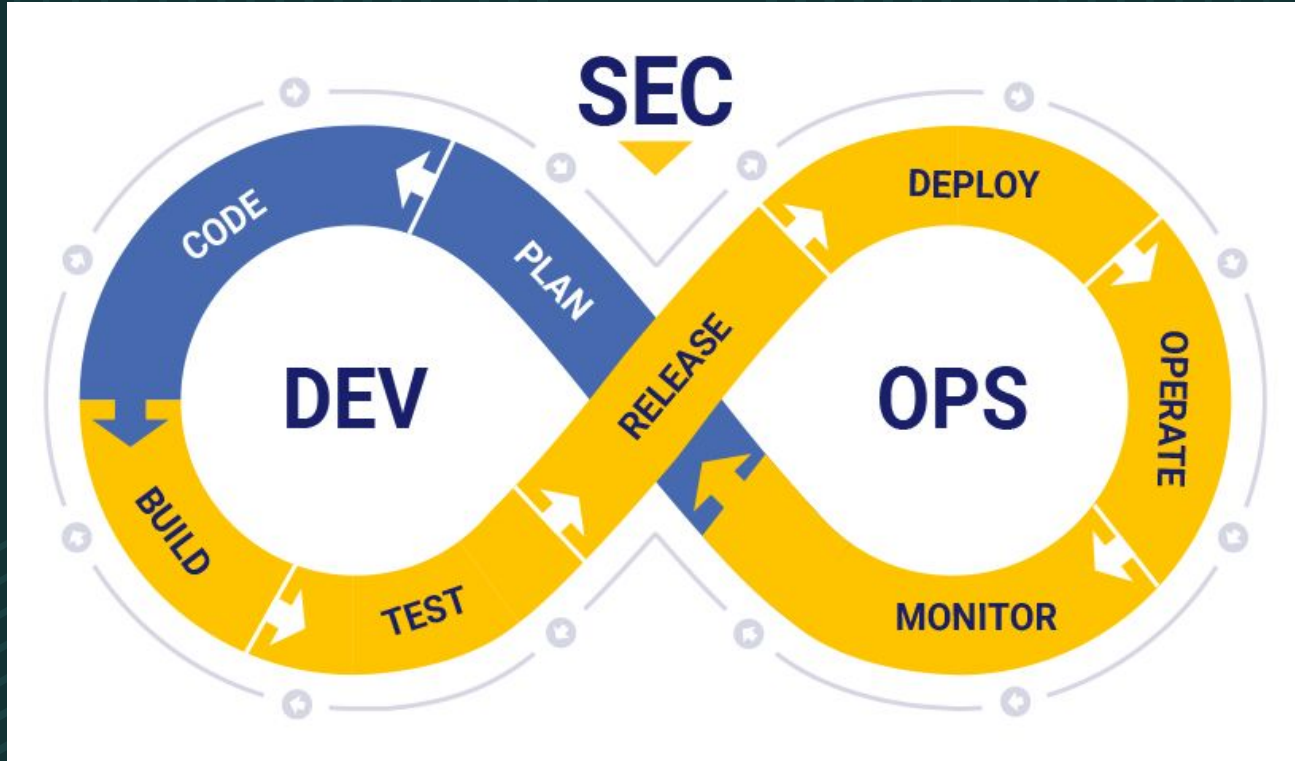 SEC
DEV
OPS
PLAN
CODE
BUILD
TEST
RELEASE
DEPLOY
OPERATE
MONITOR